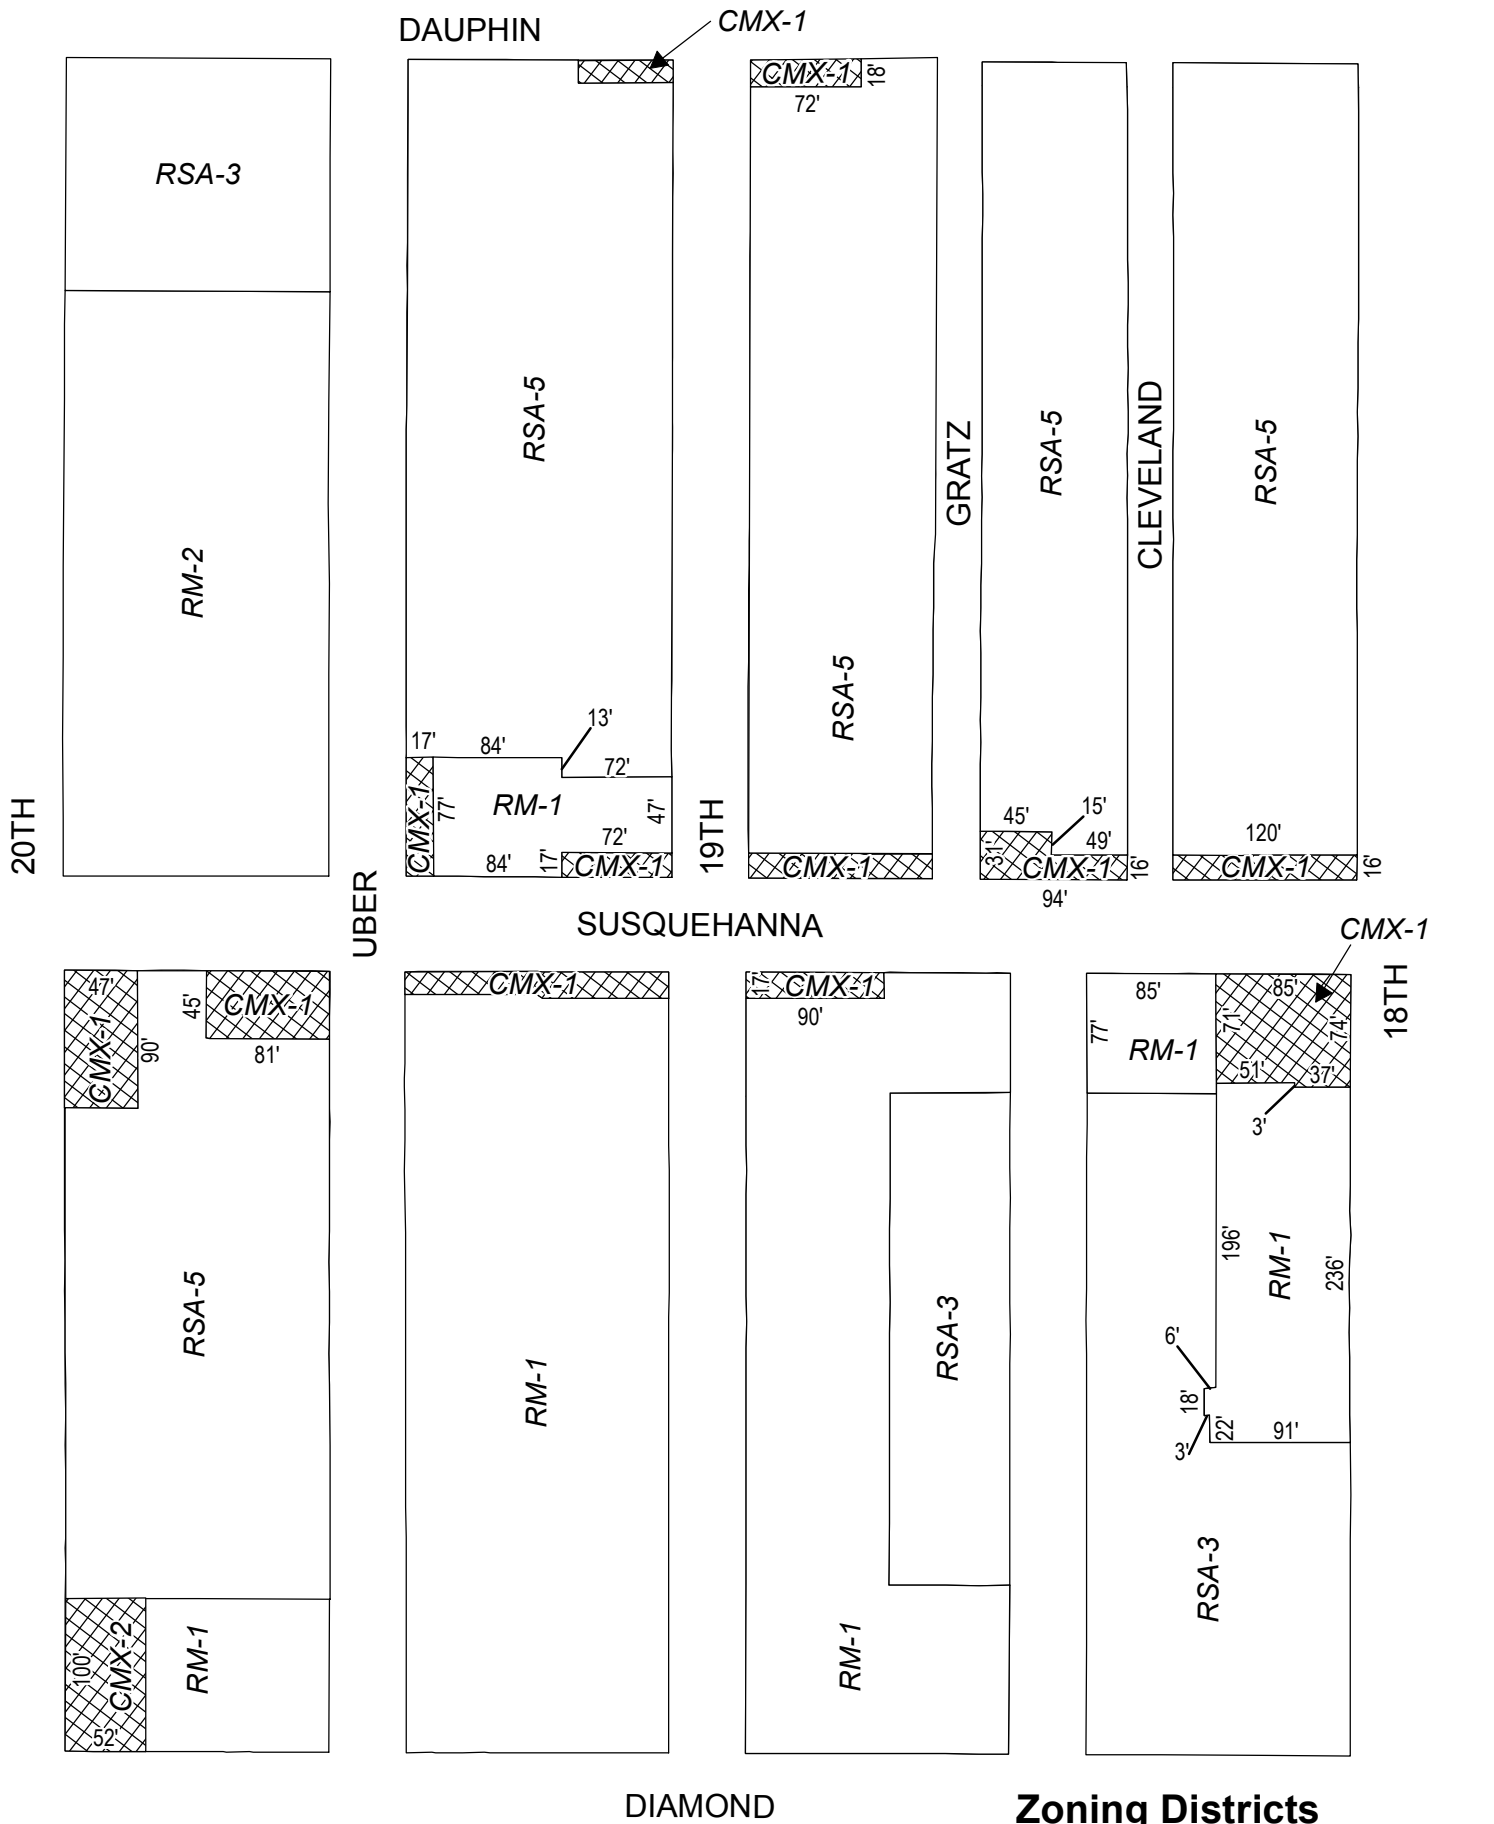 DAUPHIN
CMX-1
CMX-1
18'
72'
RSA-3
RSA-5
RSA-5
RSA-5
RM-2
GRATZ
CLEVELAND
RSA-5
13'
17'
84'
72'
RM-1
CMX-1
77'
47'
72'
84'
17'
CMX-1
20TH
19TH
UBER
CMX-1
45'
15'
49'
31'
CMX-1
16'
94'
120'
CMX-1
16'
SUSQUEHANNA
CMX-1
18TH
47'
CMX-1
90'
45'
CMX-1
81'
CMX-1
17'
CMX-1
90'
85'
77'
RM-1
85'
71'
74'
51'
37'
3'
RSA-5
RM-1
RSA-3
196'
RM-1
236'
6'
18'
3'
22'
91'
RSA-3
100'
CMX-2
52'
RM-1
RM-1
DIAMOND
Zoning Districts